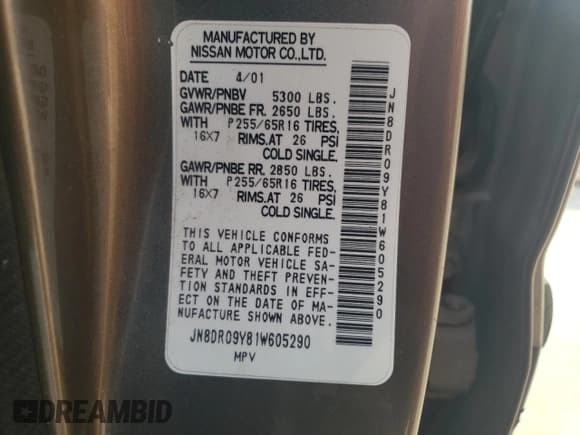 MANUFACTURED BY
NISSAN MOTOR CO.,LTD.
DATE 4/01
GVWR/PNBV 5300 LBS.
GAWR/PNBE FR. 2650 LBS.
WITH P255/65R16 TIRES,
16X7 RIMS.AT 26 PSI
COLD SINGLE.
GAWR/PNBE RR. 2850 LBS.
WITH P255/65R16 TIRES,
16X7 RIMS.AT 26 PSI
COLD SINGLE.
THIS VEHICLE CONFORMS
TO ALL APPLICABLE FED-
ERAL MOTOR VEHICLE SA-
FETY AND THEFT PREVEN-
TION STANDARDS IN EFF-
ECT ON THE DATE OF MA-
NUFACTURE SHOWN ABOVE.
JN8DR09Y81W605290
MPV
JN8DR09Y81W605290
DREAMBID